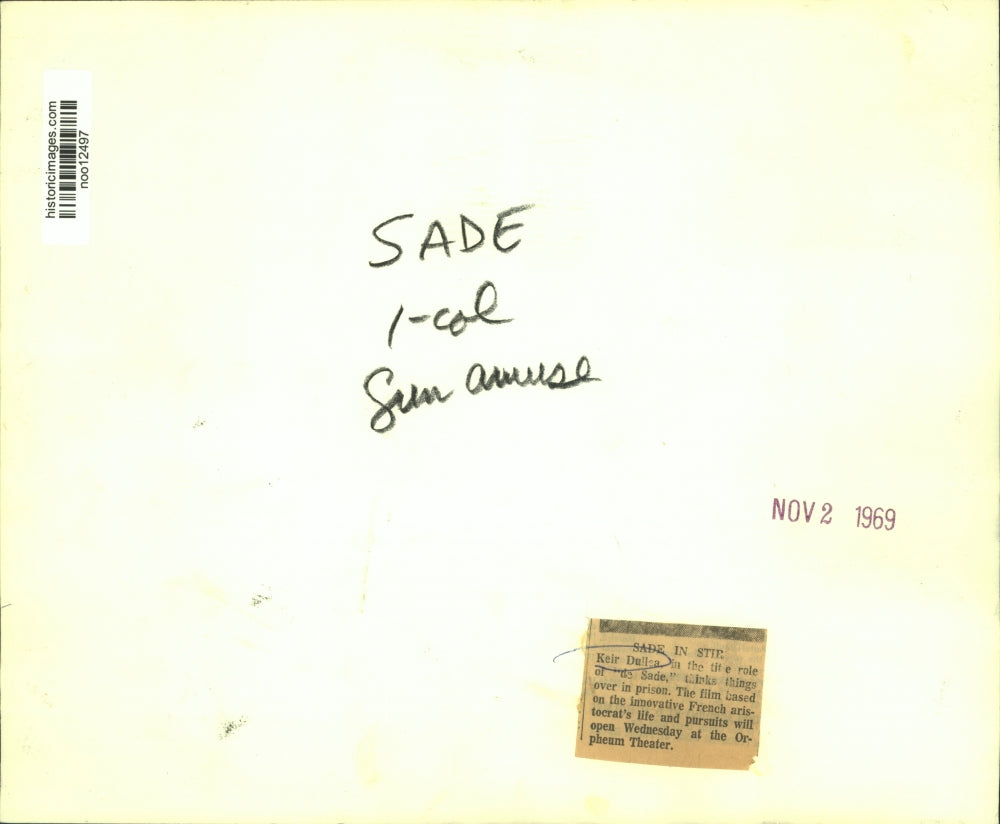 historicimages.com
noo12497
SADE
1-col
Sun amuse
NOV 2 1969
SADE IN STIR
Keir Dullea, in the title role
of "de Sade," thinks things
over in prison. The film based
on the innovative French aris-
tocrat's life and pursuits will
open Wednesday at the Or-
pheum Theater.